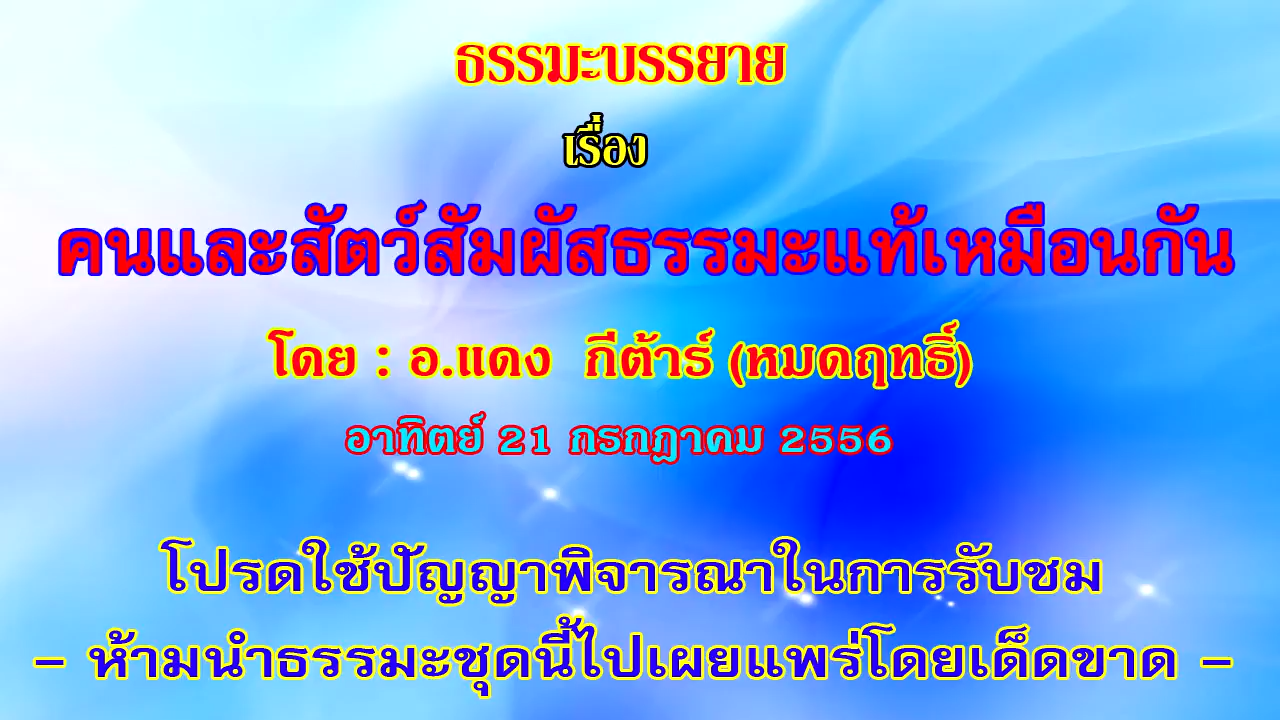 ธรรมะบรรยาย
เรื่อง
คนและสัตว์สัมผัสธรรมะแท้เหมือนกัน
โดย : อ.แดง กีต้าร์ (หมดฤทธิ์)
อาทิตย์ 21 กรกฎาคม 2556
โปรดใช้ปัญญาพิจารณาในการรับชม
- ห้ามนำธรรมะชุดนี้ไปเผยแพร่โดยเด็ดขาด -